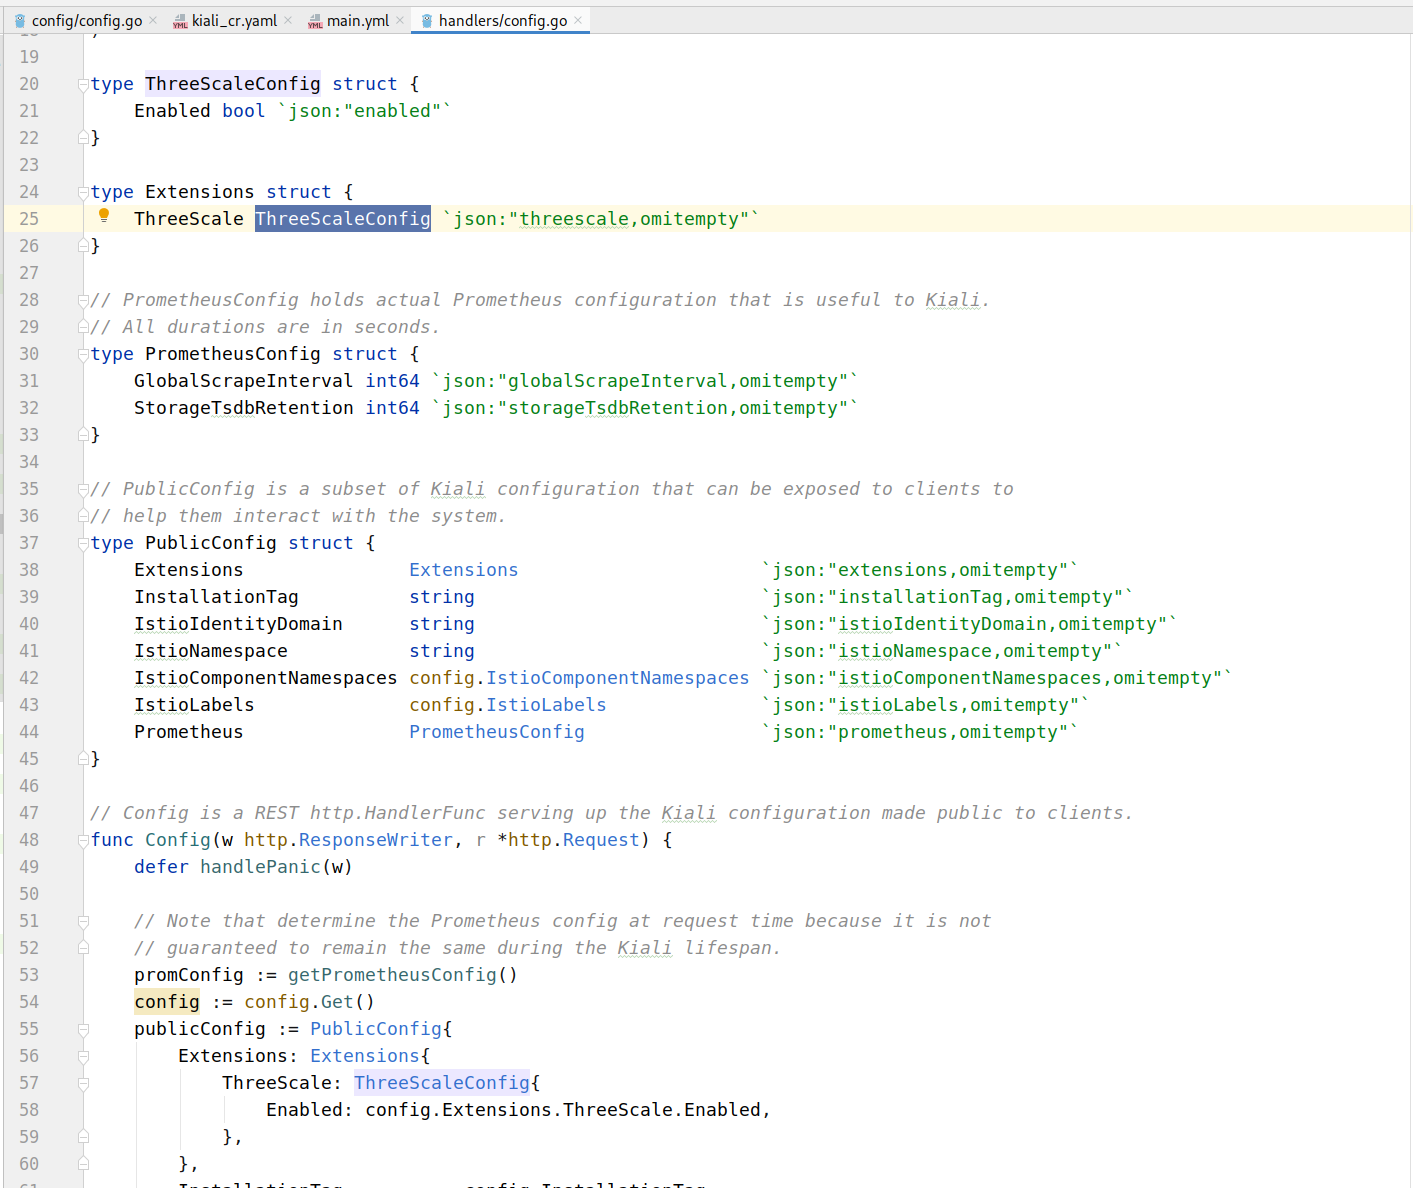 config/config.go
kiali_cr.yaml
main.yml
handlers/config.go
19
20 type ThreeScaleConfig struct {
21     Enabled bool `json:"enabled"`
22 }
23
24 type Extensions struct {
25     ThreeScale ThreeScaleConfig `json:"threescale,omitempty"`
26 }
27
28 // PrometheusConfig holds actual Prometheus configuration that is useful to Kiali.
29 // All durations are in seconds.
30 type PrometheusConfig struct {
31     GlobalScrapeInterval int64 `json:"globalScrapeInterval,omitempty"`
32     StorageTsdbRetention int64 `json:"storageTsdbRetention,omitempty"`
33 }
34
35 // PublicConfig is a subset of Kiali configuration that can be exposed to clients to
36 // help them interact with the system.
37 type PublicConfig struct {
38     Extensions               Extensions                      `json:"extensions,omitempty"`
39     InstallationTag          string                          `json:"installationTag,omitempty"`
40     IstioIdentityDomain      string                          `json:"istioIdentityDomain,omitempty"`
41     IstioNamespace           string                          `json:"istioNamespace,omitempty"`
42     IstioComponentNamespaces config.IstioComponentNamespaces `json:"istioComponentNamespaces,omitempty"`
43     IstioLabels              config.IstioLabels              `json:"istioLabels,omitempty"`
44     Prometheus               PrometheusConfig                `json:"prometheus,omitempty"`
45 }
46
47 // Config is a REST http.HandlerFunc serving up the Kiali configuration made public to clients.
48 func Config(w http.ResponseWriter, r *http.Request) {
49     defer handlePanic(w)
50
51     // Note that determine the Prometheus config at request time because it is not
52     // guaranteed to remain the same during the Kiali lifespan.
53     promConfig := getPrometheusConfig()
54     config := config.Get()
55     publicConfig := PublicConfig{
56         Extensions: Extensions{
57             ThreeScale: ThreeScaleConfig{
58                 Enabled: config.Extensions.ThreeScale.Enabled,
59             },
60         },